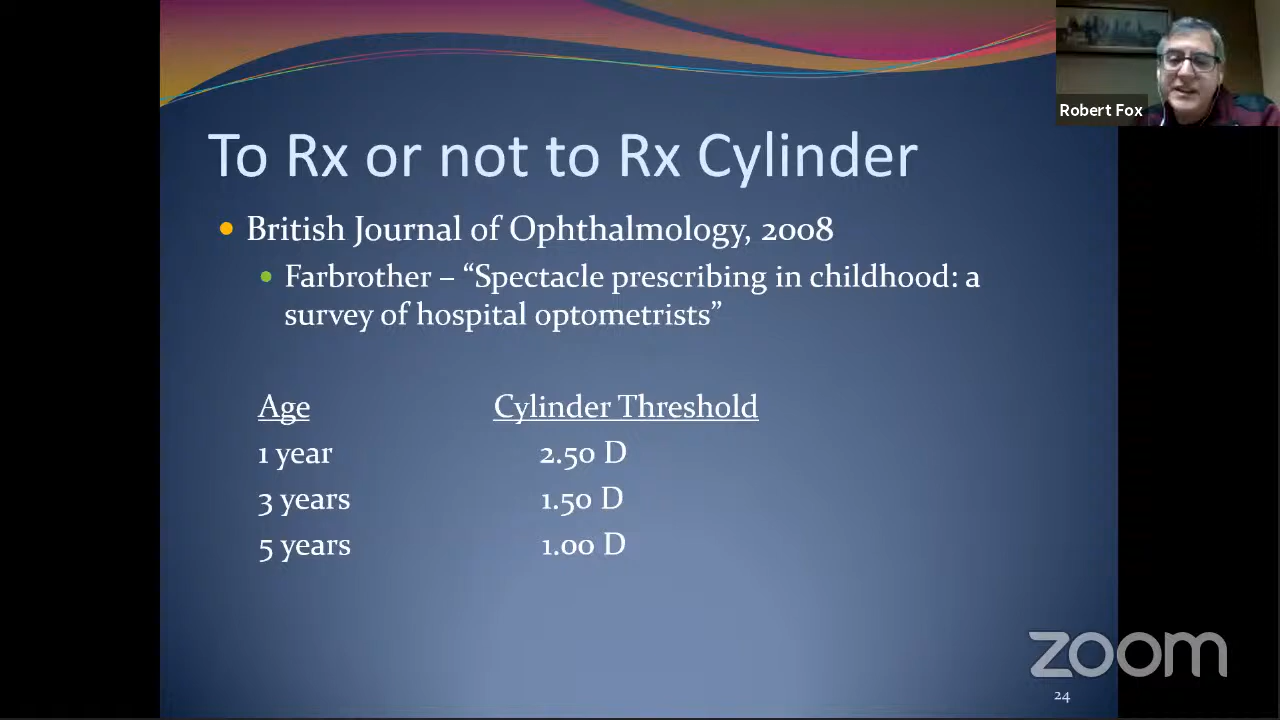 Robert Fox
To Rx or not to Rx Cylinder
British Journal of Ophthalmology, 2008
Farbrother – “Spectacle prescribing in childhood: a
survey of hospital optometrists”
Age Cylinder Threshold
1 year 2.50 D
3 years 1.50 D
5 years 1.00 D
zoom
24